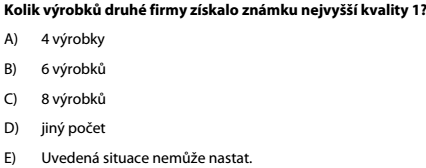 Kolik výrobků druhé firmy získalo známku nejvyšší kvality 1?
A) 4 výrobky
B) 6 výrobků
C) 8 výrobků
D) jiný počet
E) Uvedená situace nemůže nastat.